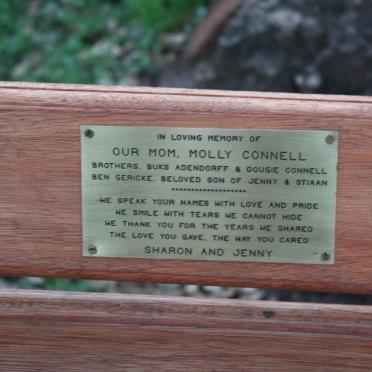 IN LOVING MEMORY OF
OUR MOM, MOLLY CONNELL
BROTHERS, BUKS ADENDORFF & DOUGIE CONNELL
BEN GERICKE, BELOVED SON OF JENNY & STIAAN
*******************
WE SPEAK YOUR NAMES WITH LOVE AND PRIDE
WE SMILE WITH TEARS WE CANNOT HIDE
WE THANK YOU FOR THE YEARS WE SHARED
THE LOVE YOU GAVE, THE WAY YOU CARED
SHARON AND JENNY